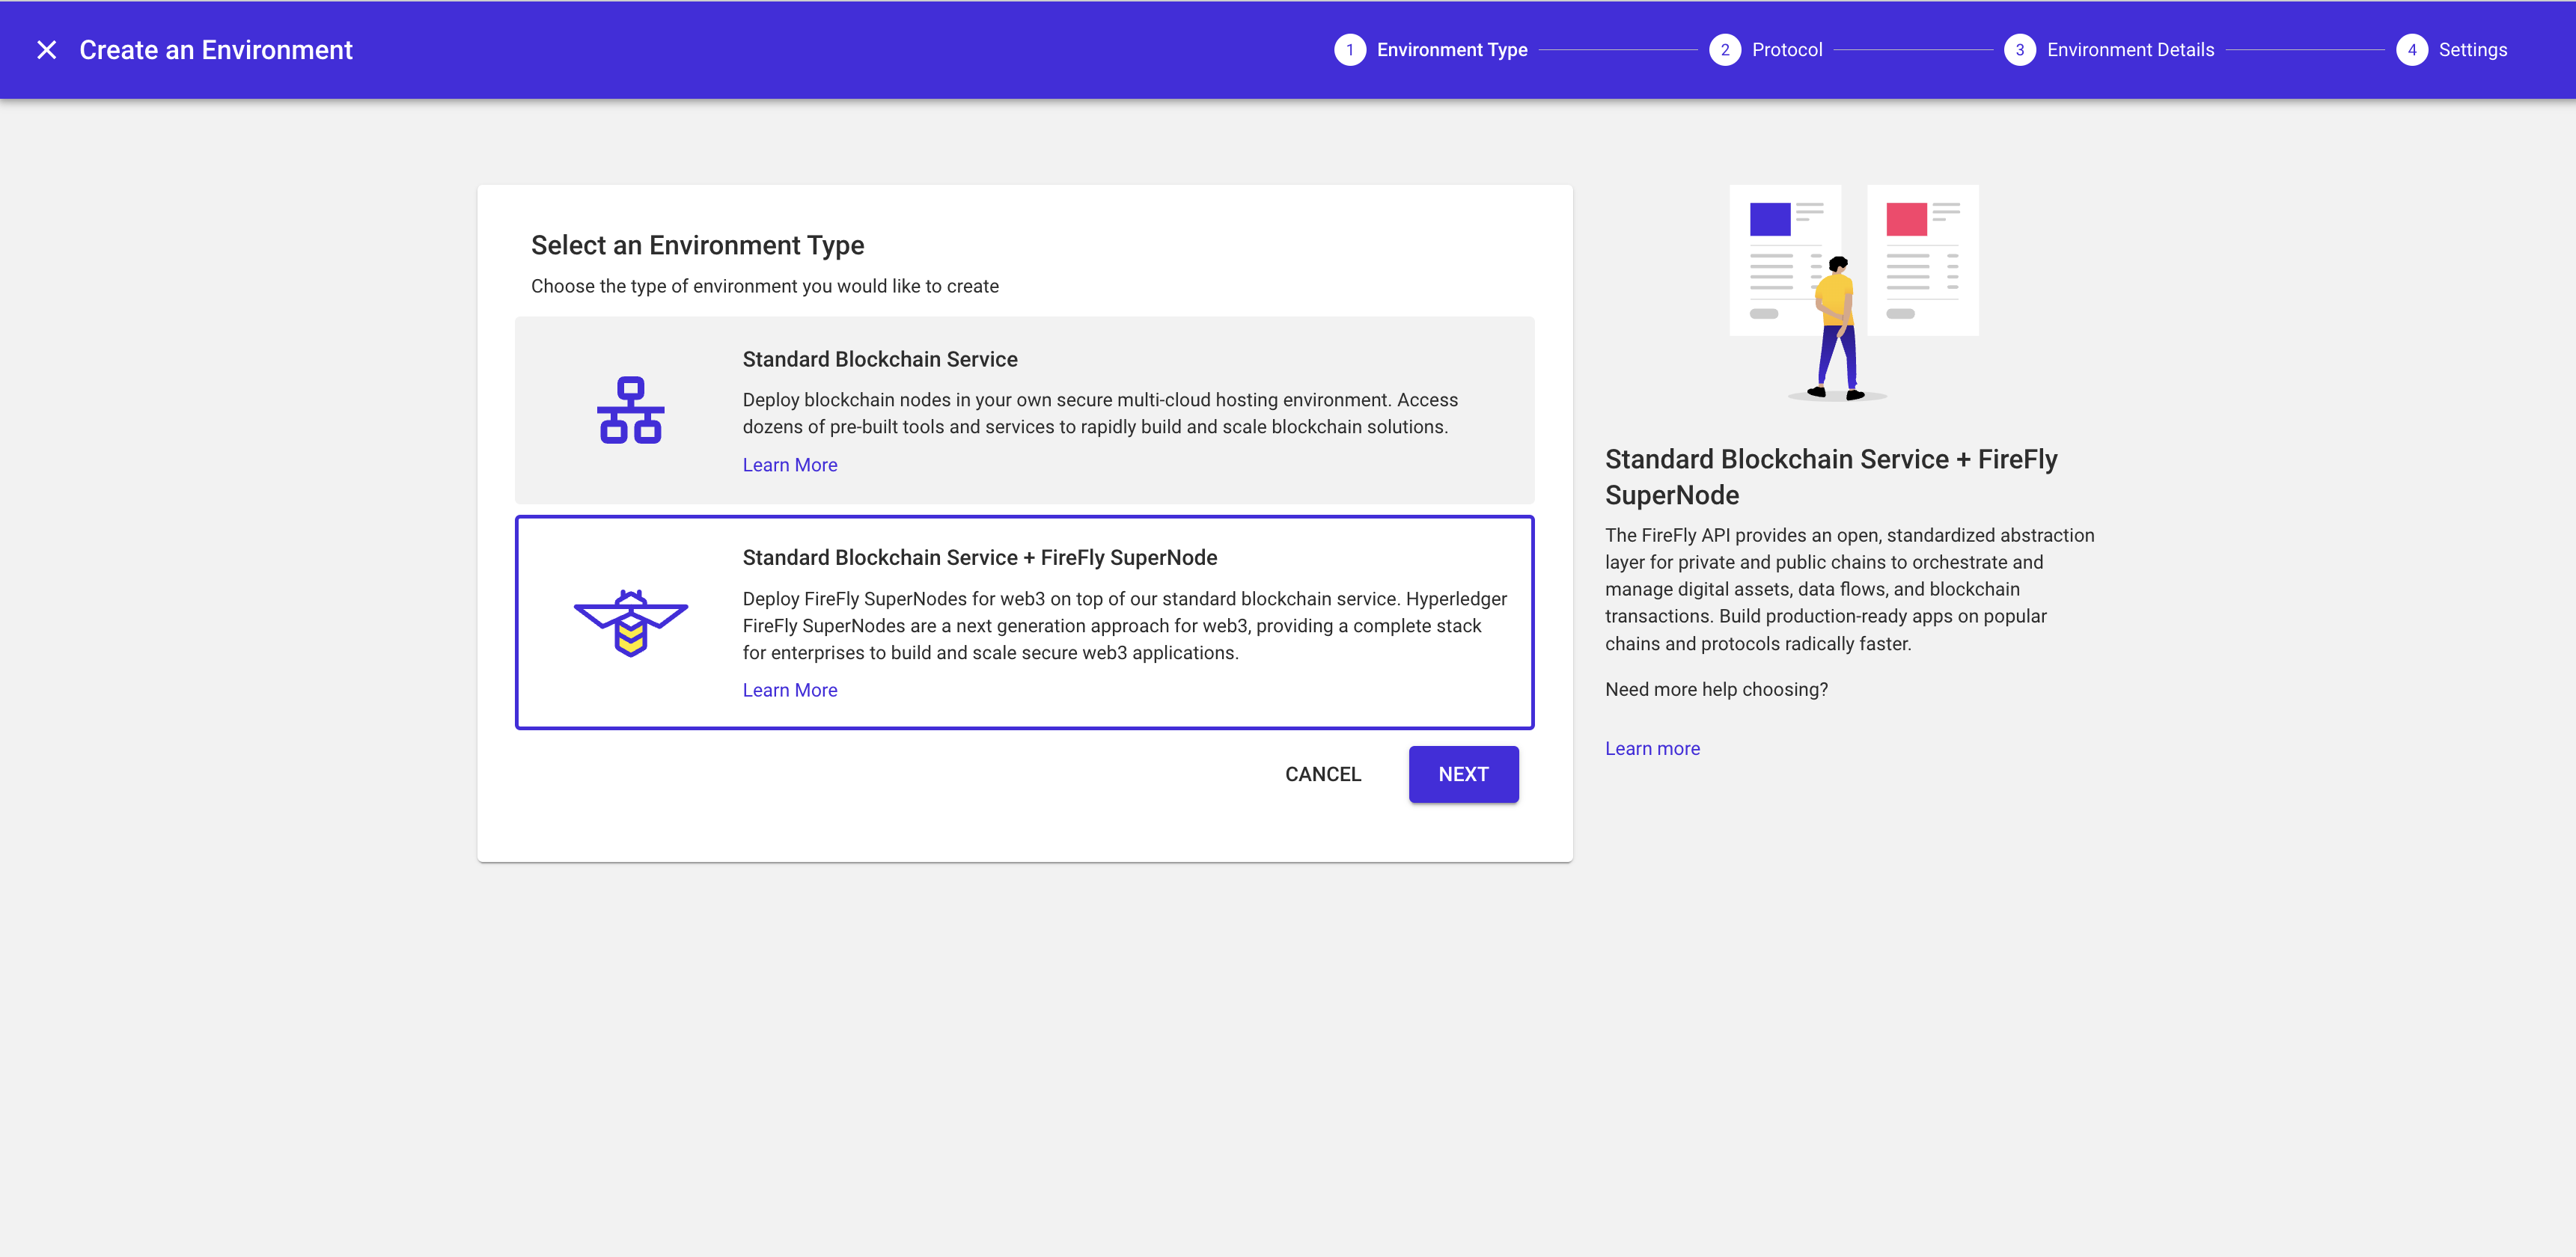 Create an Environment
1 Environment Type 2 Protocol 3 Environment Details 4 Settings
Select an Environment Type
Choose the type of environment you would like to create
Standard Blockchain Service
Deploy blockchain nodes in your own secure multi-cloud hosting environment. Access
dozens of pre-built tools and services to rapidly build and scale blockchain solutions.
Learn More
Standard Blockchain Service + FireFly SuperNode
Deploy FireFly SuperNodes for web3 on top of our standard blockchain service. Hyperledger
FireFly SuperNodes are a next generation approach for web3, providing a complete stack
for enterprises to build and scale secure web3 applications.
Learn More
CANCEL
NEXT
Standard Blockchain Service + FireFly
SuperNode
The FireFly API provides an open, standardized abstraction
layer for private and public chains to orchestrate and
manage digital assets, data flows, and blockchain
transactions. Build production-ready apps on popular
chains and protocols radically faster.
Need more help choosing?
Learn more